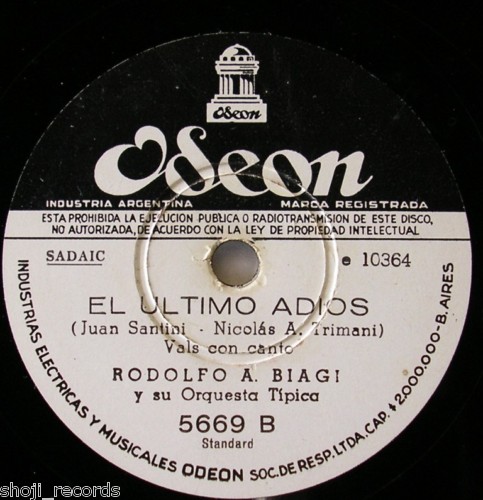 Odeon
Odeon
INDUSTRIA ARGENTINA MARCA REGISTRADA
ESTA PROHIBIDA LA EJECUCION PUBLICA O RADIOTRANSMISION DE ESTE DISCO,
NO AUTORIZADA, DE ACUERDO CON LA LEY DE PROPIEDAD INTELECTUAL
SADAIC e 10364
EL ULTIMO ADIOS
(Juan Santini - Nicolás A. Trimani)
Vals con canto
RODOLFO A. BIAGI
y su Orquesta Típica
5669 B
Standard
INDUSTRIAS ELECTRICAS Y MUSICALES ODEON SOC. DE RESP. LTDA. CAP. $ 2.000.000-B. AIRES
shoji_records